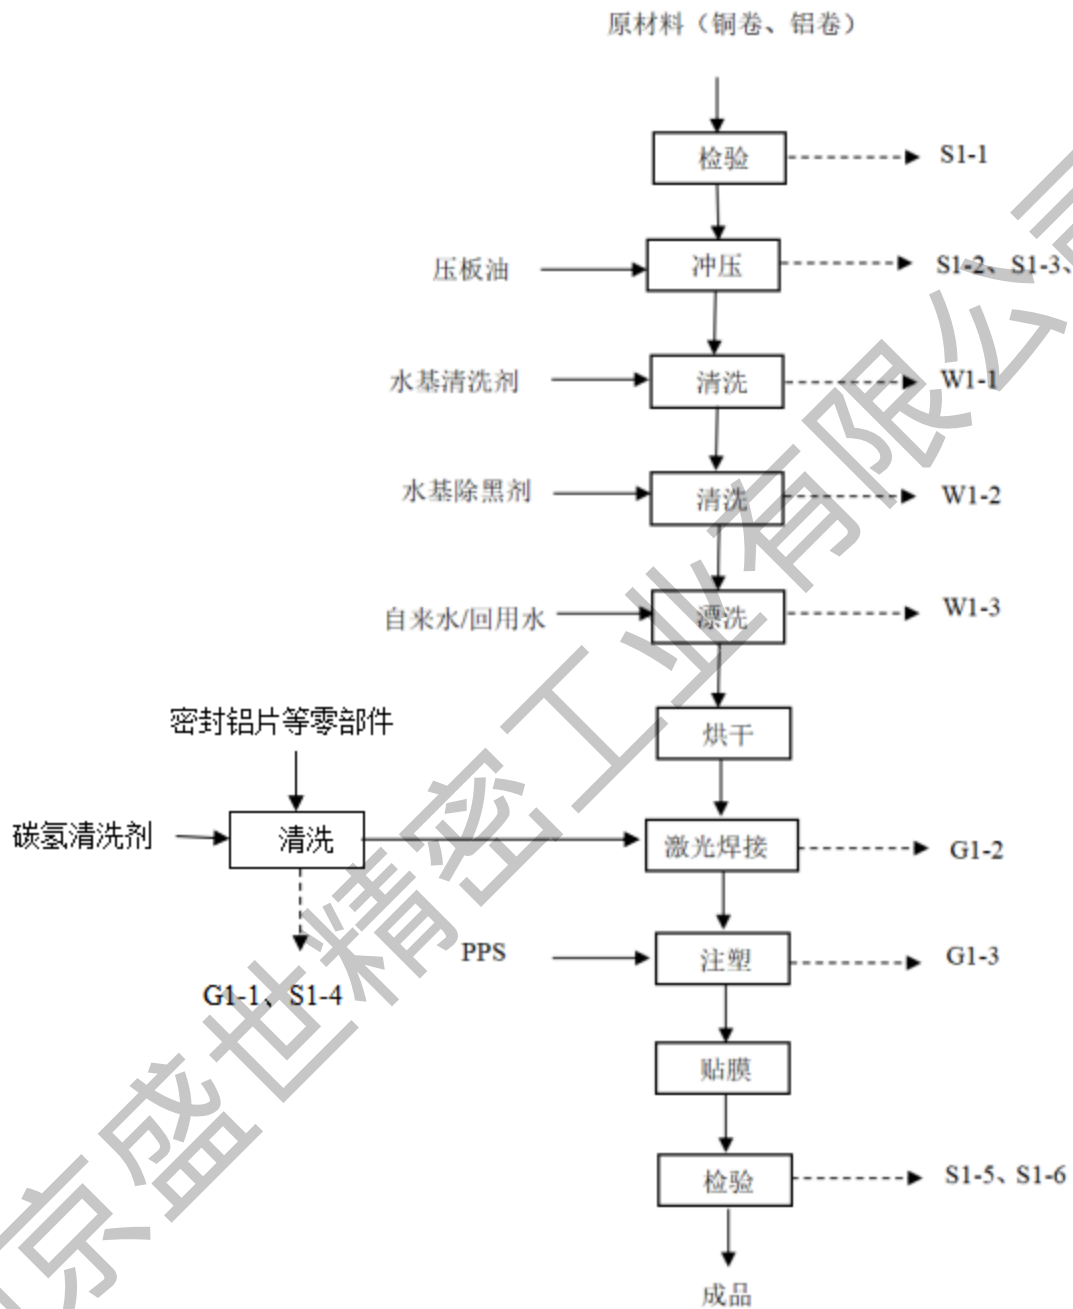 原材料（铜卷、铝卷）
检验
S1-1
压板油
冲压
S1-2、S1-3、
水基清洗剂
清洗
W1-1
水基除黑剂
清洗
W1-2
自来水/回用水
漂洗
W1-3
烘干
密封铝片等零部件
碳氢清洗剂
清洗
激光焊接
G1-2
G1-1、S1-4
PPS
注塑
G1-3
贴膜
检验
S1-5、S1-6
成品
京盛世精密工业有限公司